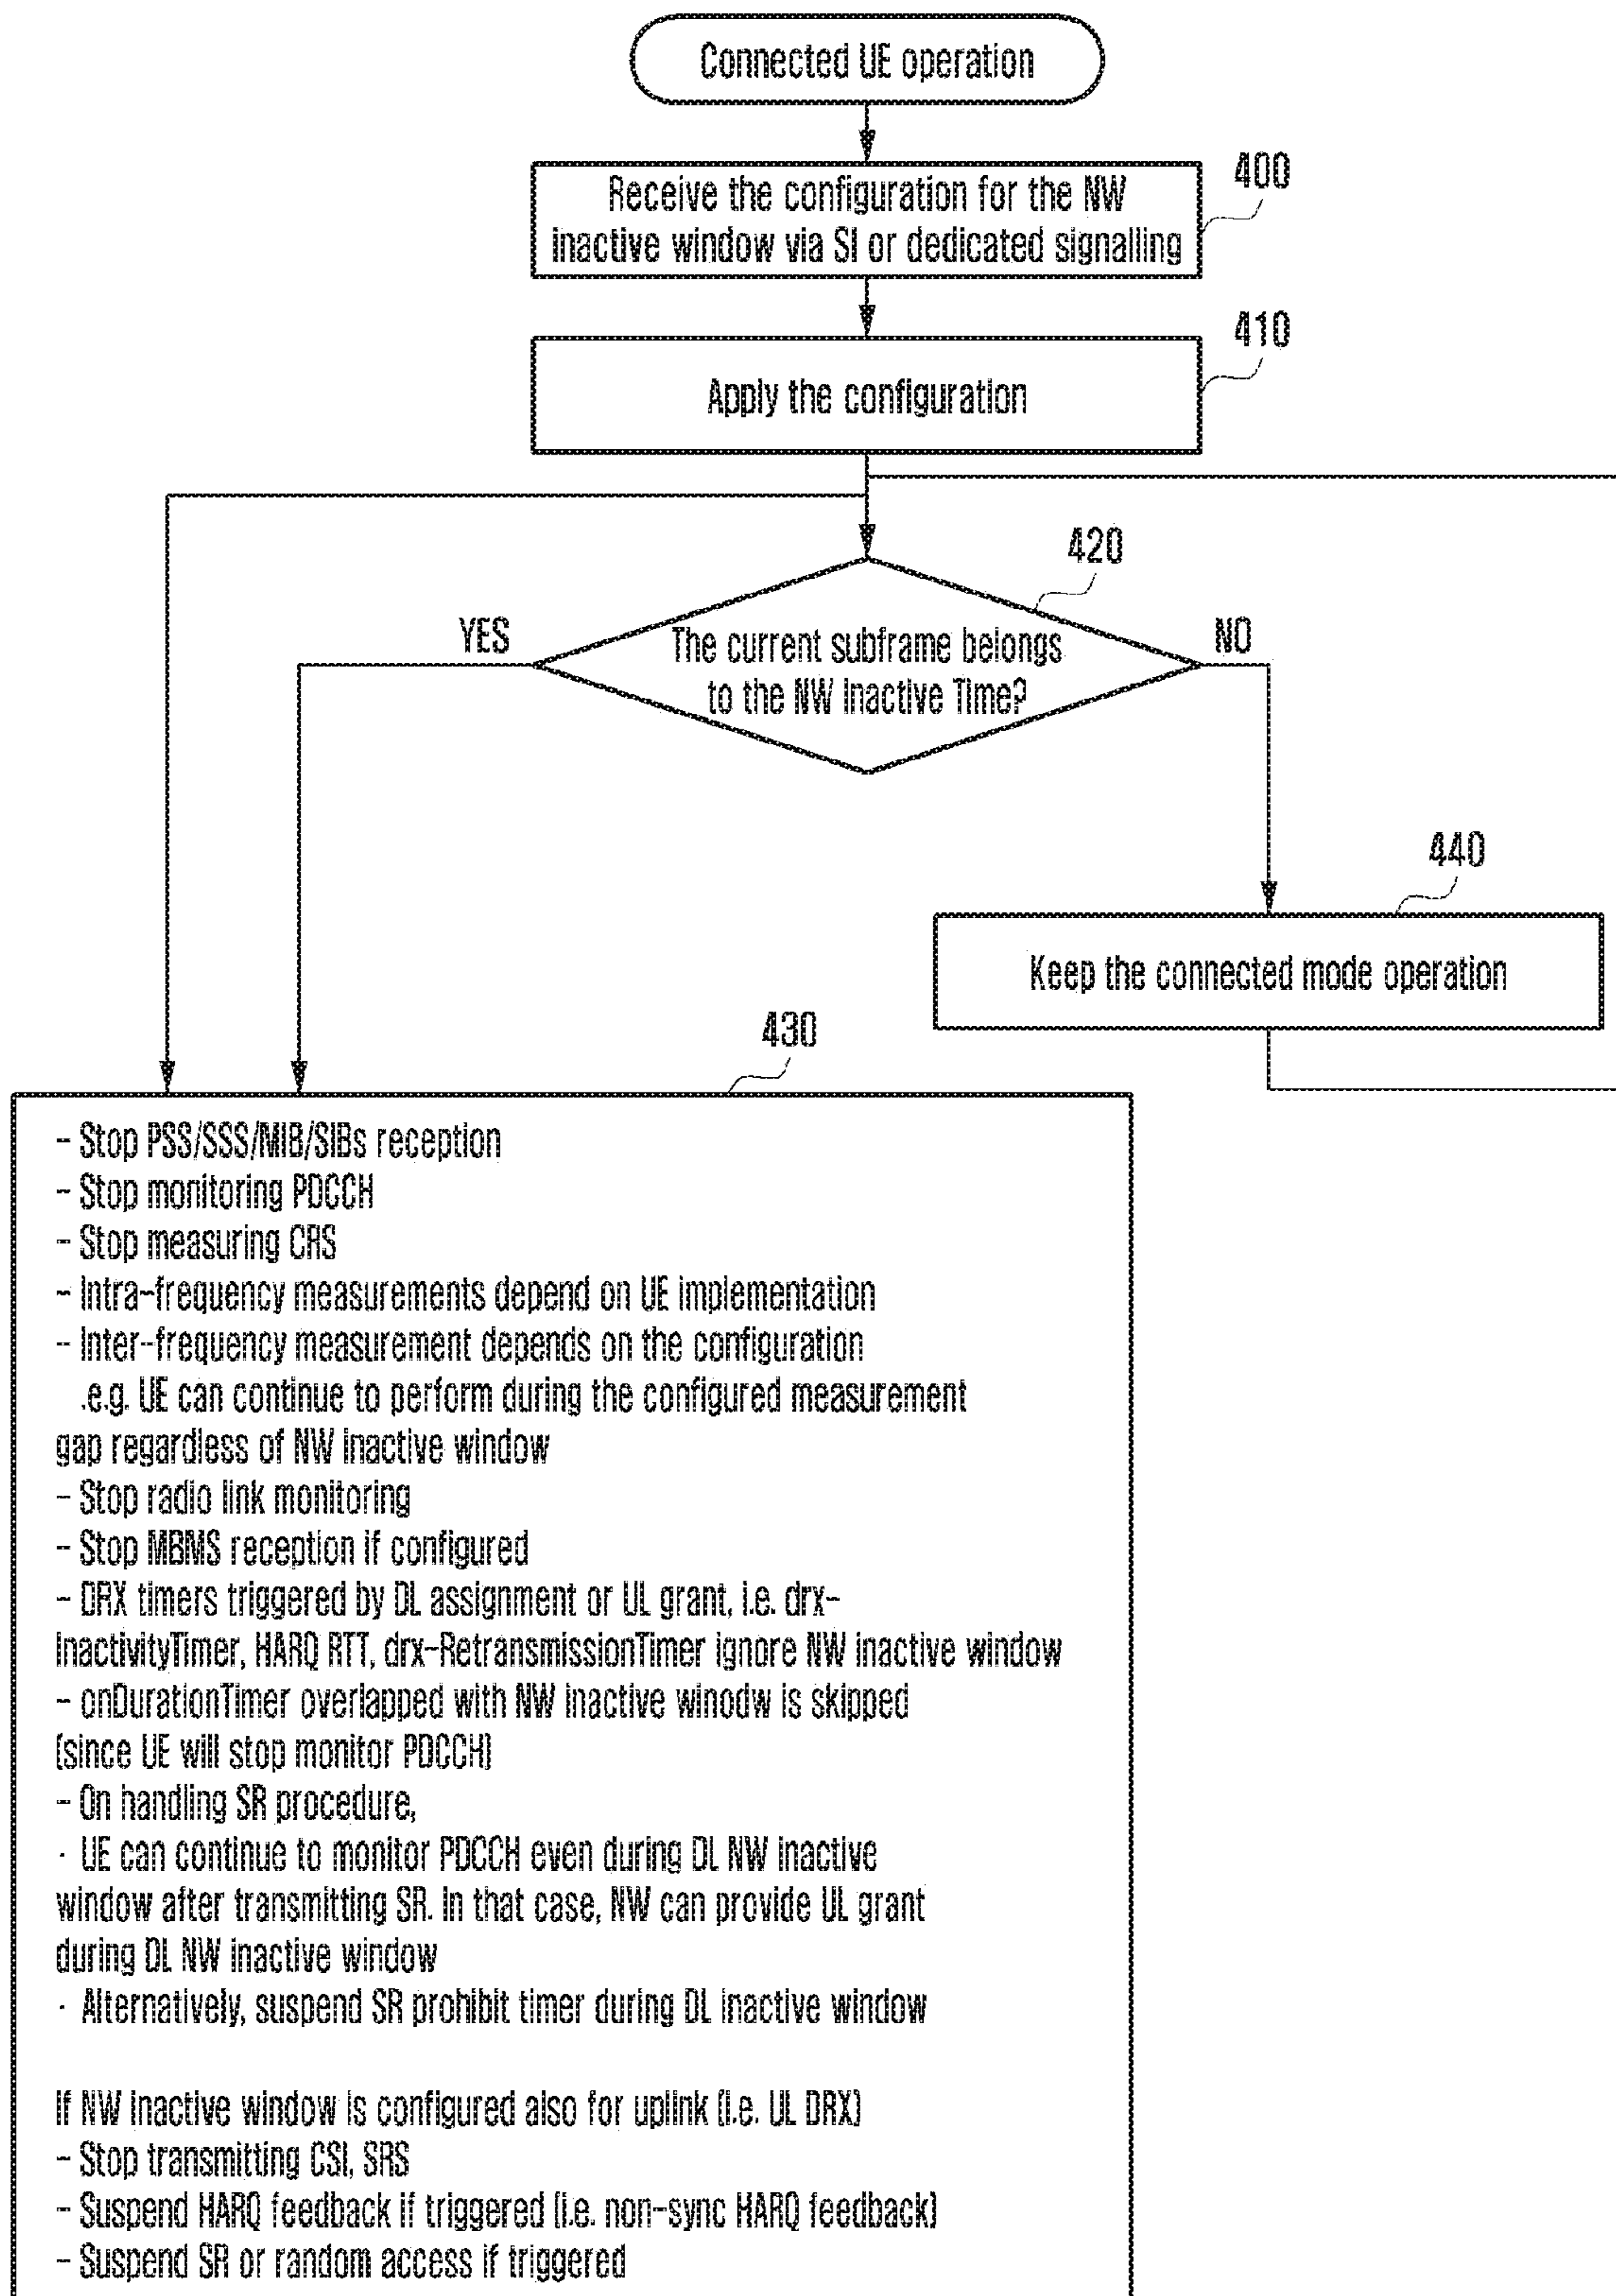 Connected UE operation
400
Receive the configuration for the NW
inactive window via SI or dedicated signalling
410
Apply the configuration
420
YES
NO
The current subframe belongs
to the NW Inactive Time?
440
Keep the connected mode operation
430
- Stop PSS/SSS/MIB/SIBs reception
- Stop monitoring PDCCH
- Stop measuring CRS
- Intra-frequency measurements depend on UE implementation
- Inter-frequency measurement depends on the configuration
.e.g. UE can continue to perform during the configured measurement
gap regardless of NW inactive window
- Stop radio link monitoring
- Stop MBMS reception if configured
- DRX timers triggered by DL assignment or UL grant, i.e. drx-
InactivityTimer, HARQ RTT, drx-RetransmissionTimer ignore NW inactive window
- onDurationTimer overlapped with NW inactive winodw is skipped
(since UE will stop monitor PDCCH)
- On handling SR procedure,
· UE can continue to monitor PDCCH even during DL NW inactive
window after transmitting SR. In that case, NW can provide UL grant
during DL NW inactive window
· Alternatively, suspend SR prohibit timer during DL inactive window
If NW inactive window is configured also for uplink (i.e. UL DRX)
- Stop transmitting CSI, SRS
- Suspend HARQ feedback if triggered (i.e. non-sync HARQ feedback)
- Suspend SR or random access if triggered